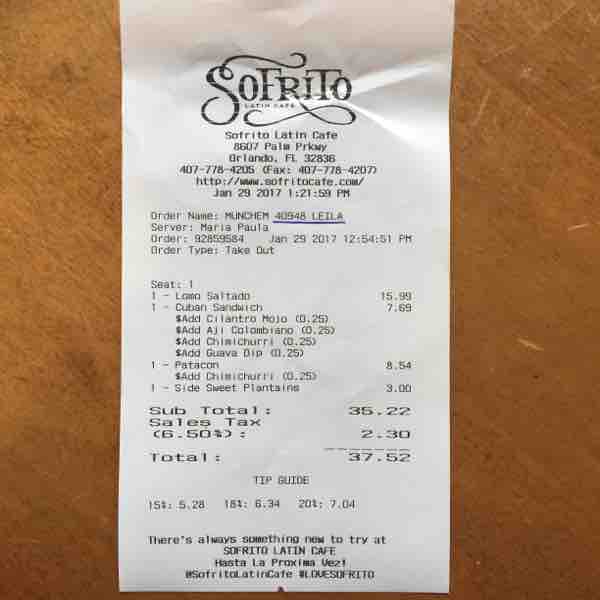 SOFRITO
LATIN CAFE
Sofrito Latin Cafe
8607 Palm Prkwy
Orlando, FL 32836
407-778-4205 (Fax: 407-778-4207)
http://www.sofritocafe.com/
Jan 29 2017 1:21:59 PM
Order Name: MUNCHEM 40948 LEILA
Server: Maria Paula
Order: 92859584 Jan 29 2017 12:54:51 PM
Order Type: Take Out
Seat: 1
1 - Lomo Saltado 15.99
1 - Cuban Sandwich 7.69
$Add Cilantro Mojo (0.25)
$Add Aji Colombiano (0.25)
$Add Chimichurri (0.25)
$Add Guava Dip (0.25)
1 - Patacon 8.54
$Add Chimichurri (0.25)
1 - Side Sweet Plantains 3.00
Sub Total: 35.22
Sales Tax
(6.50%): 2.30
Total: 37.52
TIP GUIDE
15%: 5.28 18%: 6.34 20%: 7.04
There's always something new to try at
SOFRITO LATIN CAFE
Hasta La Proxima Vez!
@SofritoLatinCafe #LOVESOFRITO